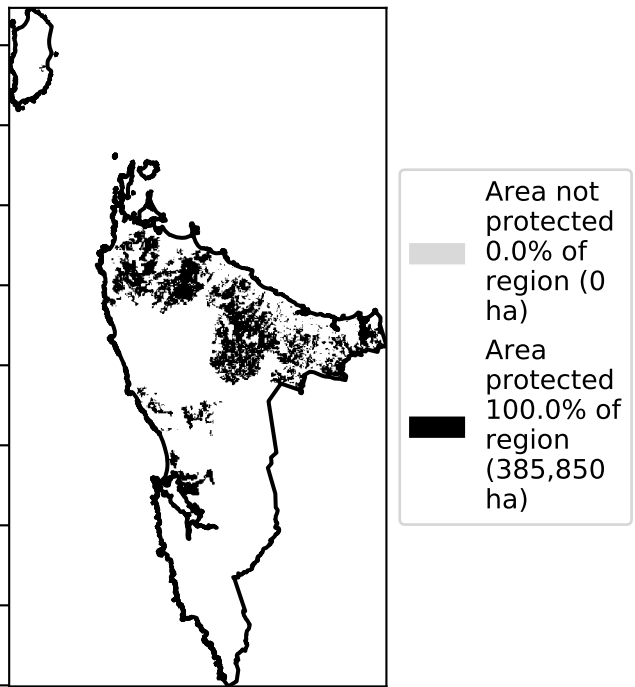 Area not
protected
0.0% of
region (0
ha)
Area
protected
100.0% of
region
(385,850
ha)